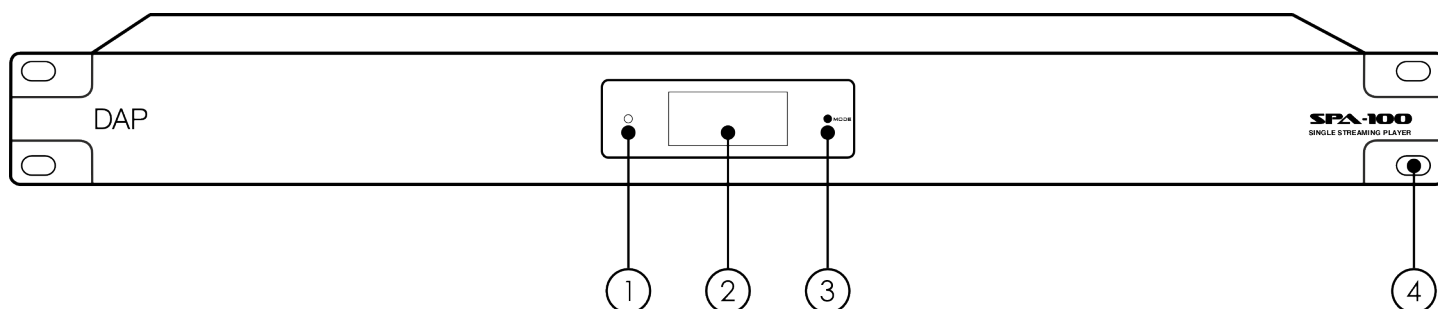 DAP
MODE
SPA-100
SINGLE STREAMING PLAYER
1
2
3
4